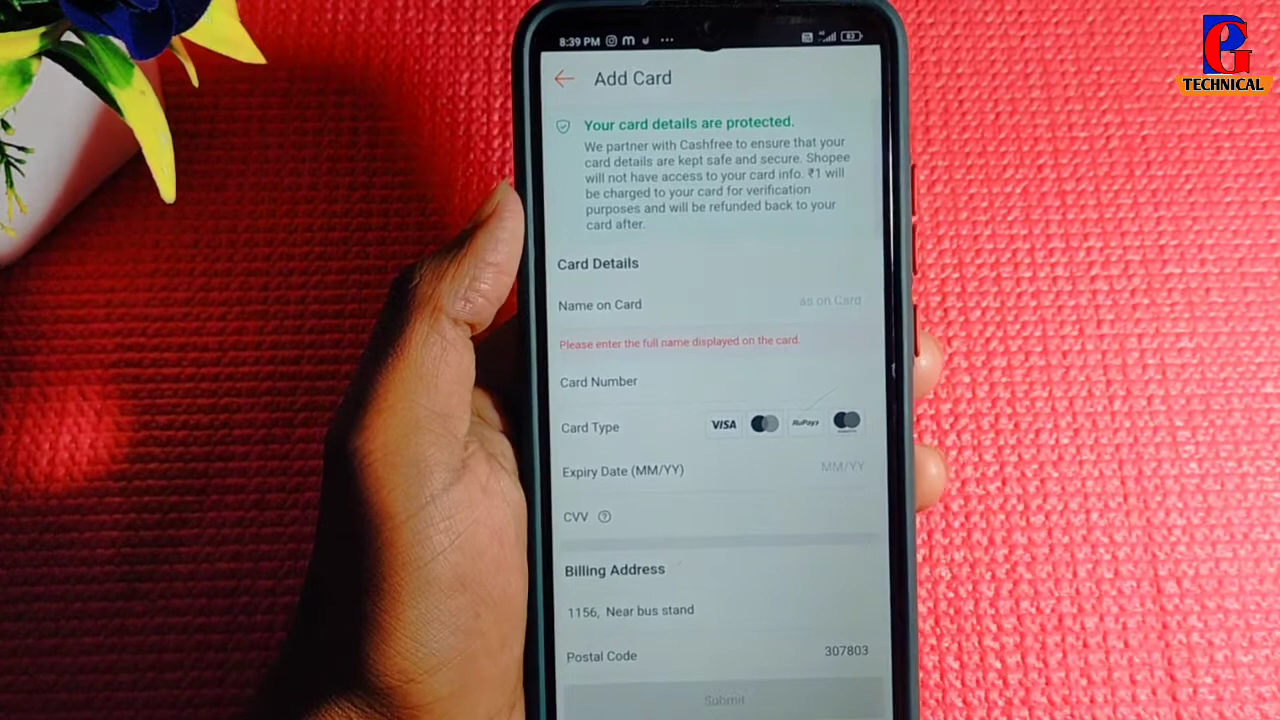 PG
TECHNICAL
8:39 PM
83
Add Card
Your card details are protected.
We partner with Cashfree to ensure that your
card details are kept safe and secure. Shopee
will not have access to your card info. ₹1 will
be charged to your card for verification
purposes and will be refunded back to your
card after.
Card Details
Name on Card as on Card
Please enter the full name displayed on the card.
Card Number
Card Type VISA RuPay
Expiry Date (MM/YY) MM/YY
CVV ?
Billing Address
1156, Near bus stand
Postal Code 307803
Submit